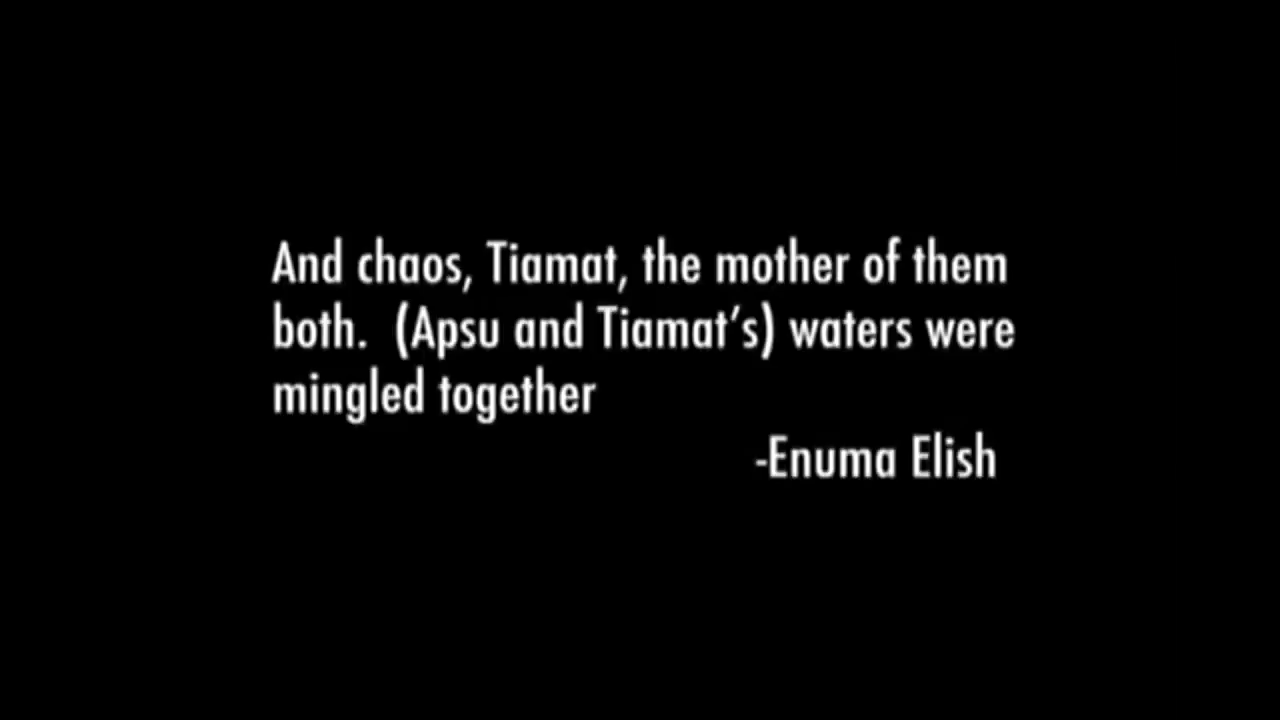 And chaos, Tiamat, the mother of them
both.  (Apsu and Tiamat’s) waters were
mingled together
-Enuma Elish